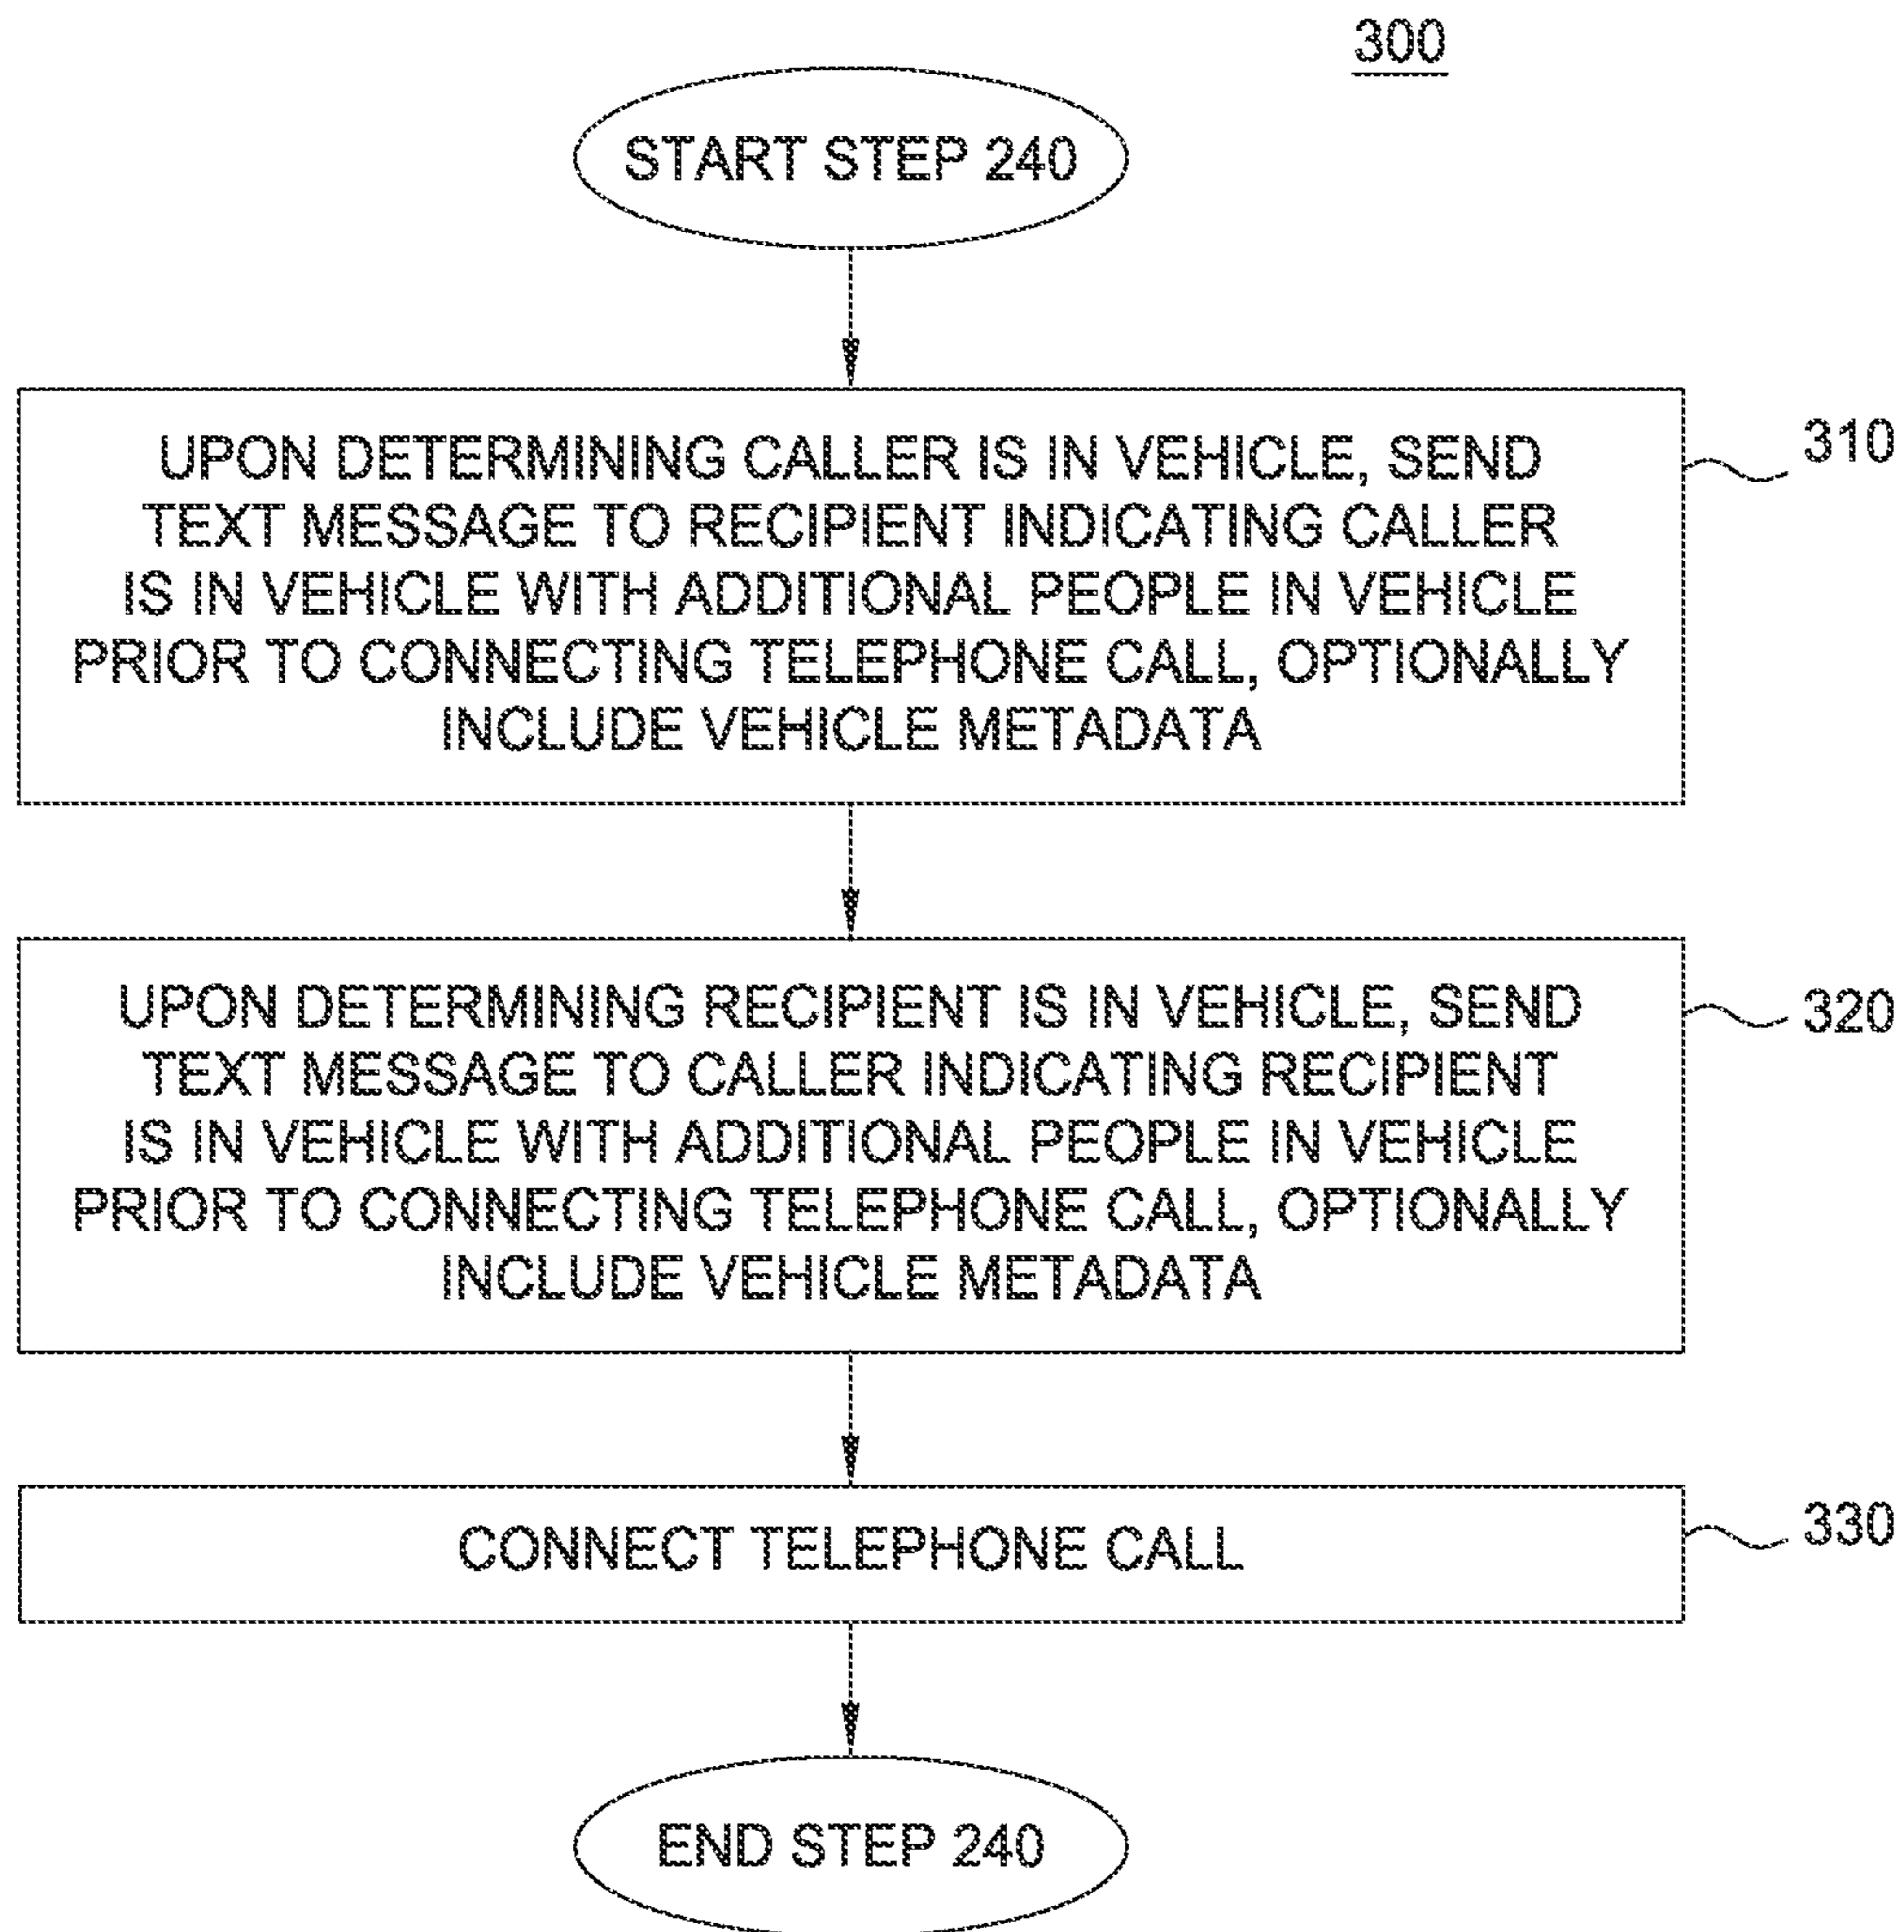 300
START STEP 240
UPON DETERMINING CALLER IS IN VEHICLE, SEND
TEXT MESSAGE TO RECIPIENT INDICATING CALLER
IS IN VEHICLE WITH ADDITIONAL PEOPLE IN VEHICLE
PRIOR TO CONNECTING TELEPHONE CALL, OPTIONALLY
INCLUDE VEHICLE METADATA
310
UPON DETERMINING RECIPIENT IS IN VEHICLE, SEND
TEXT MESSAGE TO CALLER INDICATING RECIPIENT
IS IN VEHICLE WITH ADDITIONAL PEOPLE IN VEHICLE
PRIOR TO CONNECTING TELEPHONE CALL, OPTIONALLY
INCLUDE VEHICLE METADATA
320
CONNECT TELEPHONE CALL
330
END STEP 240